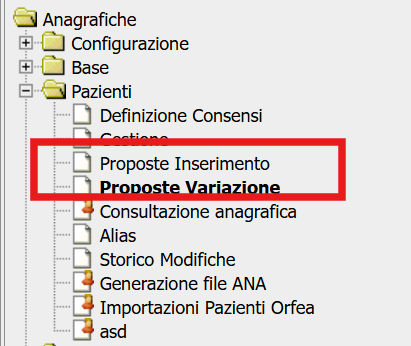 Anagrafiche
Configurazione
Base
Pazienti
Definizione Consensi
Gestione
Proposte Inserimento
Proposte Variazione
Consultazione anagrafica
Alias
Storico Modifiche
Generazione file ANA
Importazioni Pazienti Orfea
asd